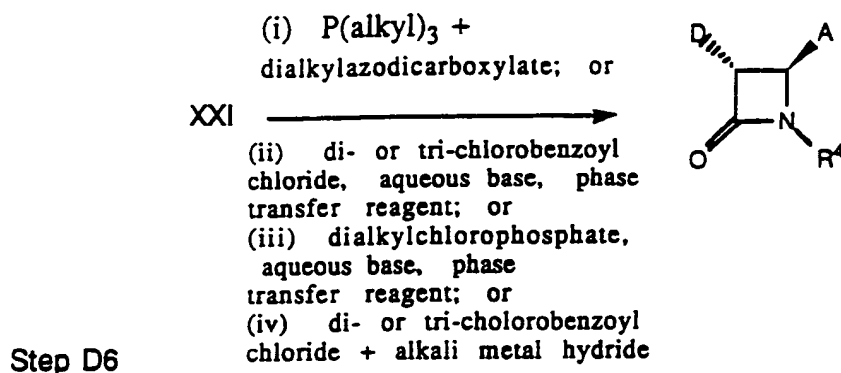 (i) P(alkyl)3 +
dialkylazodicarboxylate; or
XXI
(ii) di- or tri-chlorobenzoyl
chloride, aqueous base, phase
transfer reagent; or
(iii) dialkylchlorophosphate,
aqueous base, phase
transfer reagent; or
(iv) di- or tri-cholorobenzoyl
chloride + alkali metal hydride
Step D6
D A
N
O R4